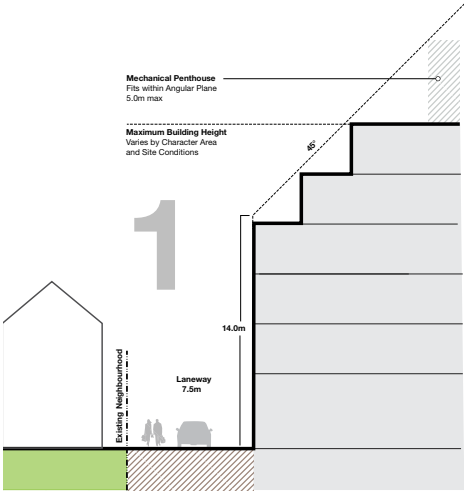 Mechanical Penthouse
Fits within Angular Plane
5.0m max
Maximum Building Height
Varies by Character Area
and Site Conditions
45°
1
14.0m
Existing Neighbourhood
Laneway
7.5m